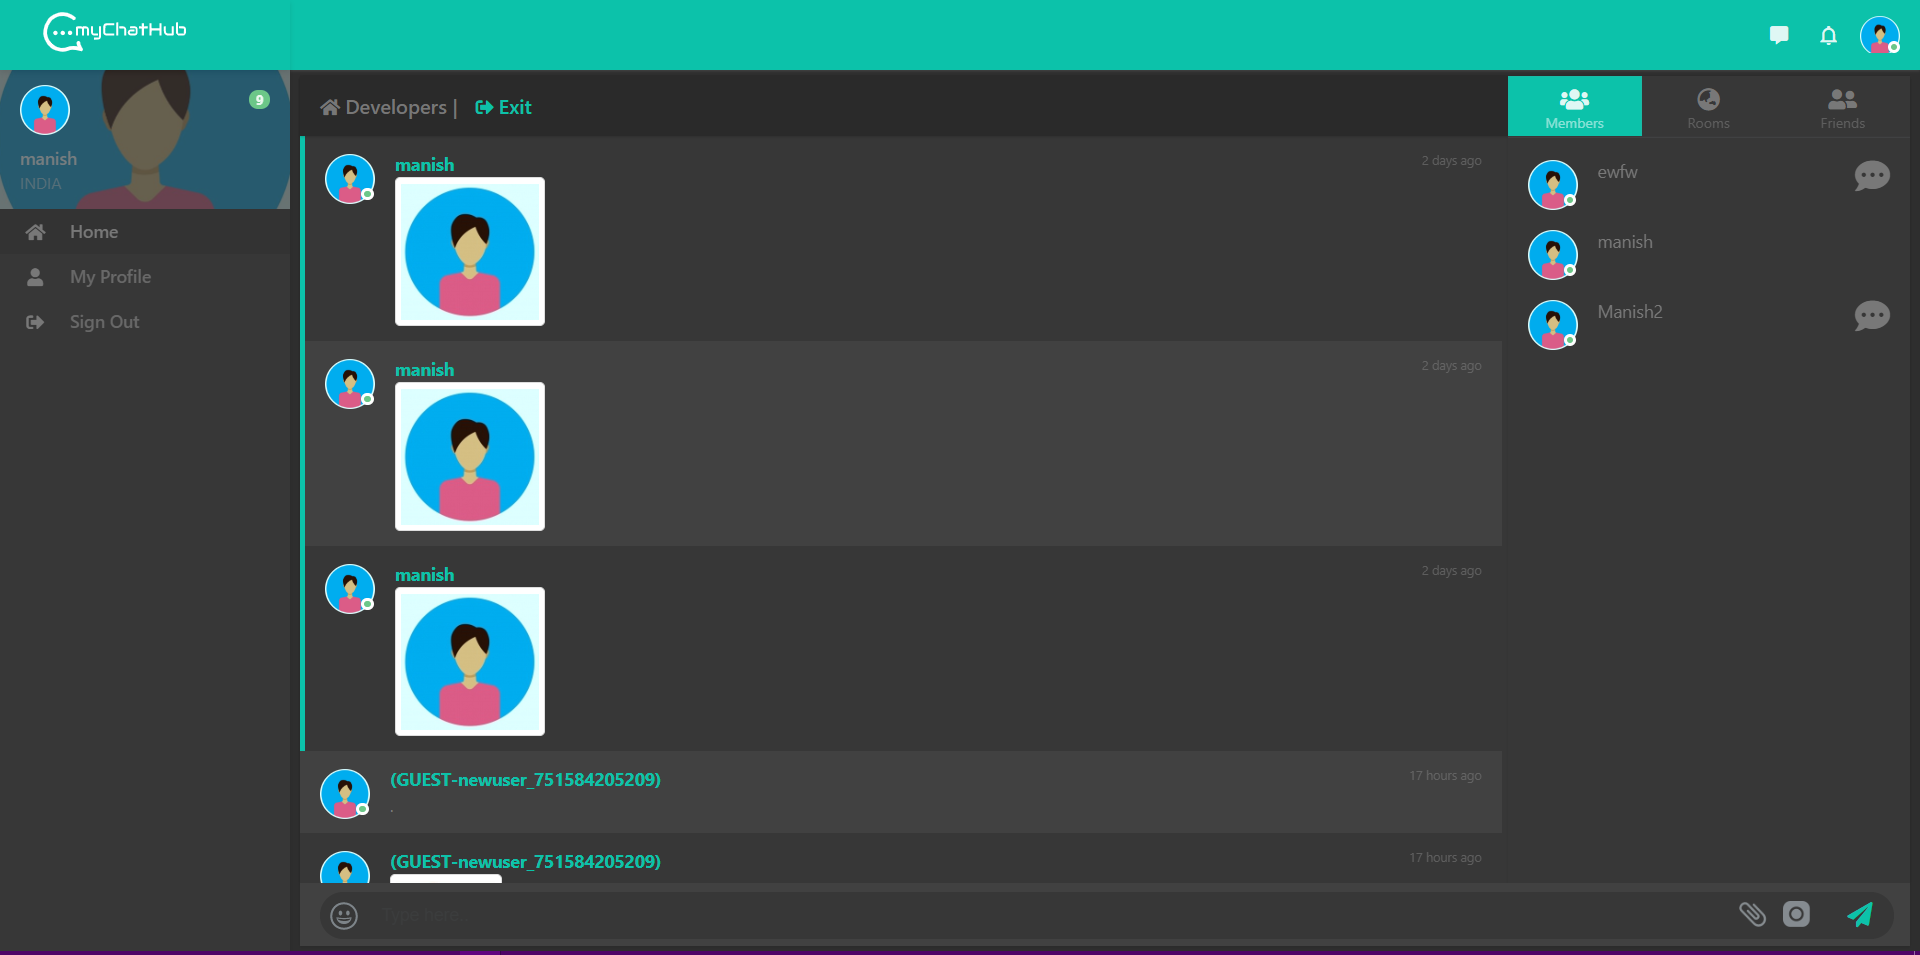 myChatHub
9
manish
INDIA
Home
My Profile
Sign Out
Developers | Exit
manish
2 days ago
manish
2 days ago
manish
2 days ago
(GUEST-newuser_751584205209)
17 hours ago
.
(GUEST-newuser_751584205209)
17 hours ago
Type here...
Members
Rooms
Friends
ewfw
manish
Manish2